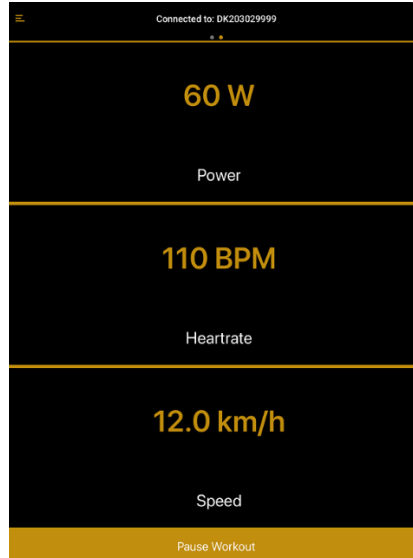 Connected to: DK203029999
60 W
Power
110 BPM
Heartrate
12.0 km/h
Speed
Pause Workout